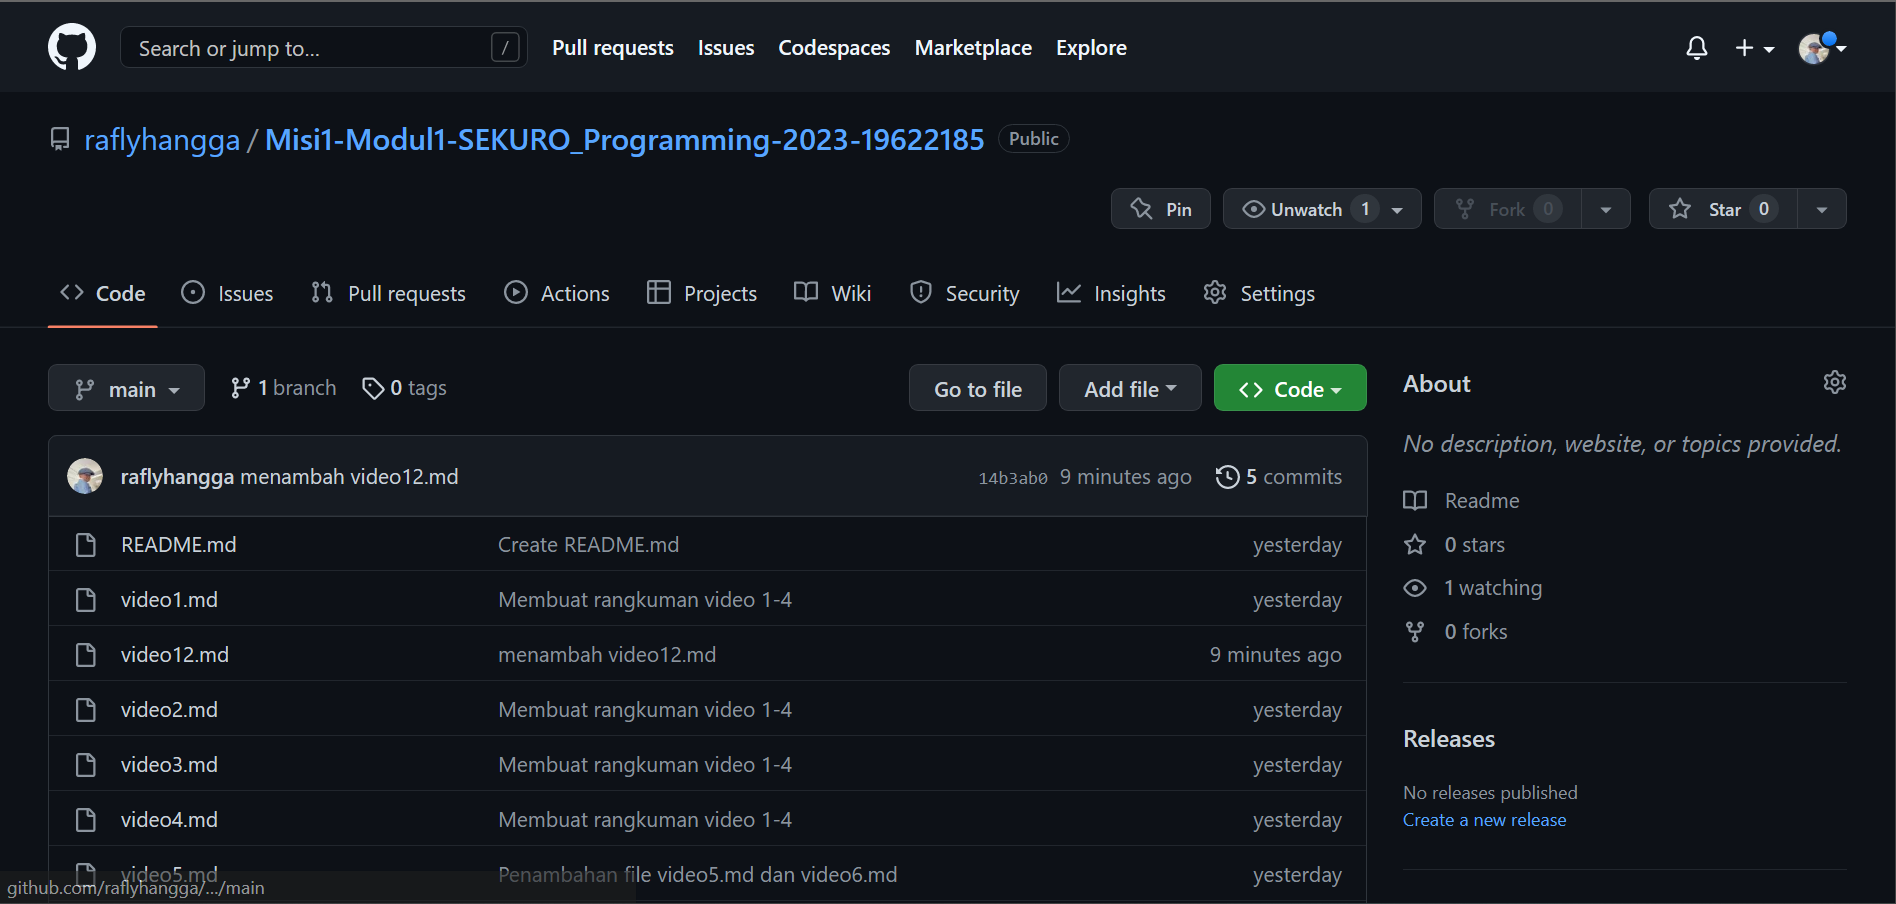 Search or jump to... /
Pull requests Issues Codespaces Marketplace Explore
raflyhangga / Misi1-Modul1-SEKURO_Programming-2023-19622185 Public
Pin Unwatch 1 Fork 0 Star 0
Code Issues Pull requests Actions Projects Wiki Security Insights Settings
main 1 branch 0 tags Go to file Add file Code
raflyhangga menambah video12.md 14b3ab0 9 minutes ago 5 commits
README.md Create README.md yesterday
video1.md Membuat rangkuman video 1-4 yesterday
video12.md menambah video12.md 9 minutes ago
video2.md Membuat rangkuman video 1-4 yesterday
video3.md Membuat rangkuman video 1-4 yesterday
video4.md Membuat rangkuman video 1-4 yesterday
video5.md Penambahan file video5.md dan video6.md yesterday
github.com/raflyhangga/.../main
About
No description, website, or topics provided.
Readme
0 stars
1 watching
0 forks
Releases
No releases published
Create a new release